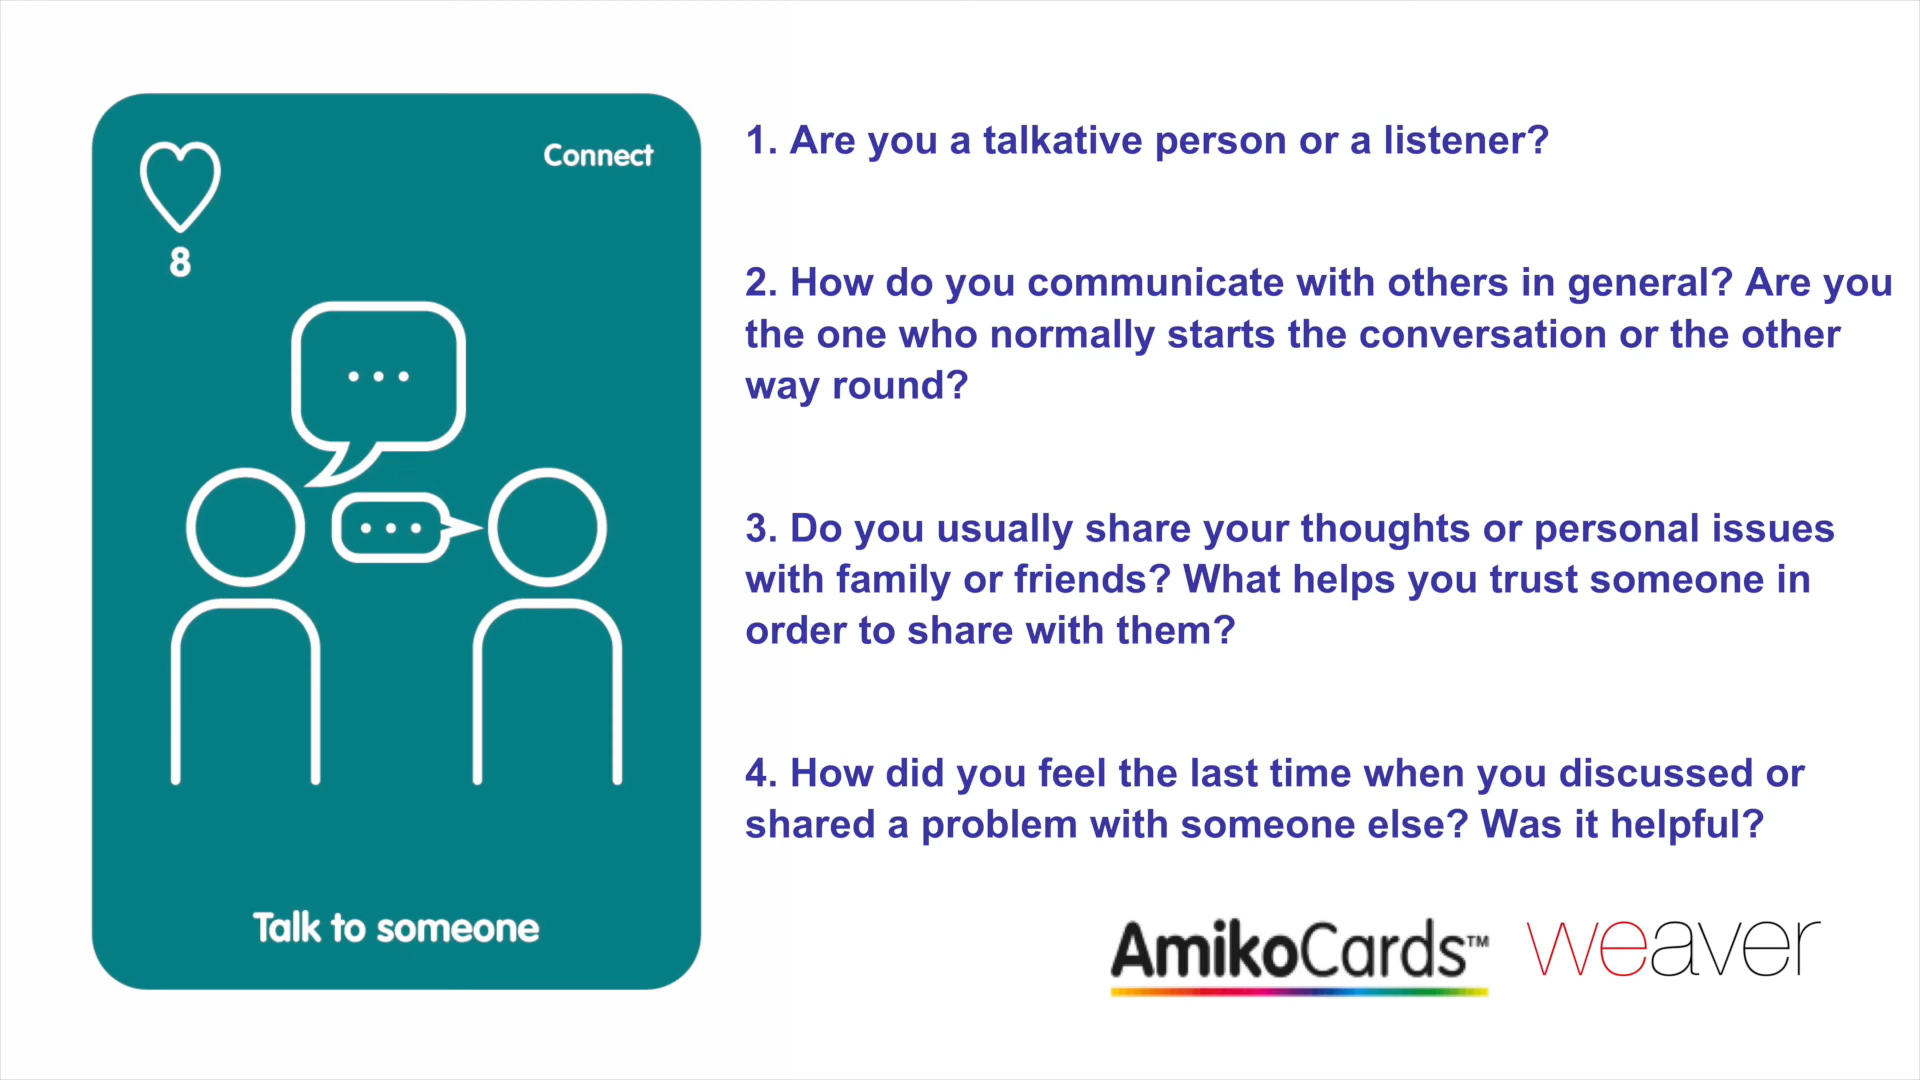 Connect
8
Talk to someone
1. Are you a talkative person or a listener?
2. How do you communicate with others in general? Are you
the one who normally starts the conversation or the other
way round?
3. Do you usually share your thoughts or personal issues
with family or friends? What helps you trust someone in
order to share with them?
4. How did you feel the last time when you discussed or
shared a problem with someone else? Was it helpful?
AmikoCards™ weaver